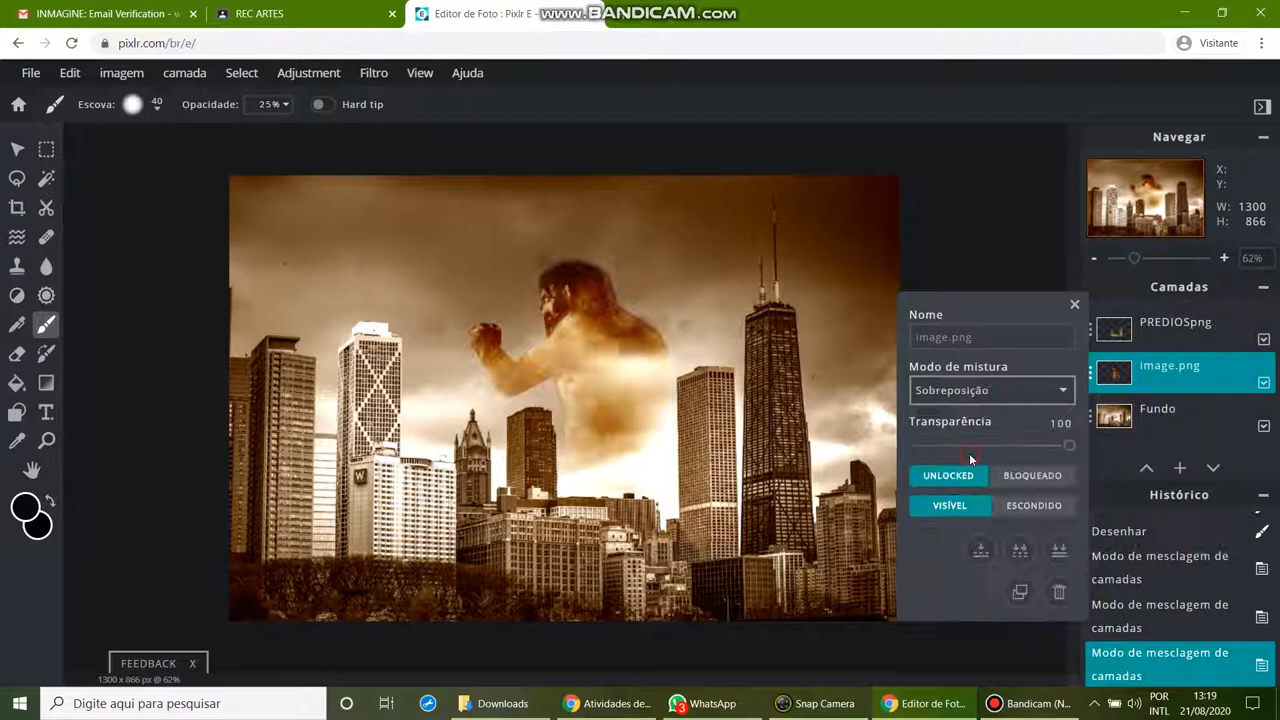 INMAGINE: Email Verification - w
REC ARTES
Editor de Foto : Pixlr E -
www.BANDICAM.com
pixlr.com/br/e/
Visitante
File Edit imagem camada Select Adjustment Filtro View Ajuda
Escova: 40 Opacidade: 25% Hard tip
Navegar
X:
Y:
W: 1300
H: 866
62%
Camadas
PREDIOSpng
image.png
Fundo
Nome
image.png
Modo de mistura
Sobreposição
Transparência 100
UNLOCKED BLOQUEADO
VISÍVEL ESCONDIDO
Histórico
Desenhar
Modo de mesclagem de
camadas
Modo de mesclagem de
camadas
Modo de mesclagem de
camadas
W
FEEDBACK X
1300 x 866 px @ 62%
Digite aqui para pesquisar
Downloads
Atividades de...
3
WhatsApp
Snap Camera
Editor de Fot...
Bandicam (N...
POR
INTL
13:19
21/08/2020